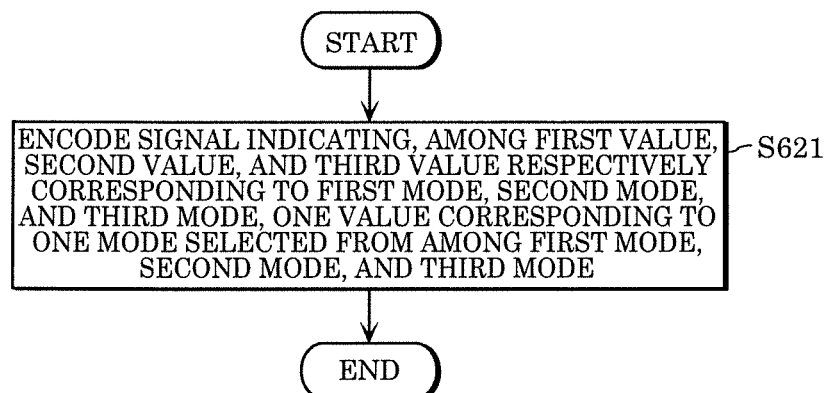 START
ENCODE SIGNAL INDICATING, AMONG FIRST VALUE,
SECOND VALUE, AND THIRD VALUE RESPECTIVELY
CORRESPONDING TO FIRST MODE, SECOND MODE,
AND THIRD MODE, ONE VALUE CORRESPONDING TO
ONE MODE SELECTED FROM AMONG FIRST MODE,
SECOND MODE, AND THIRD MODE
S621
END